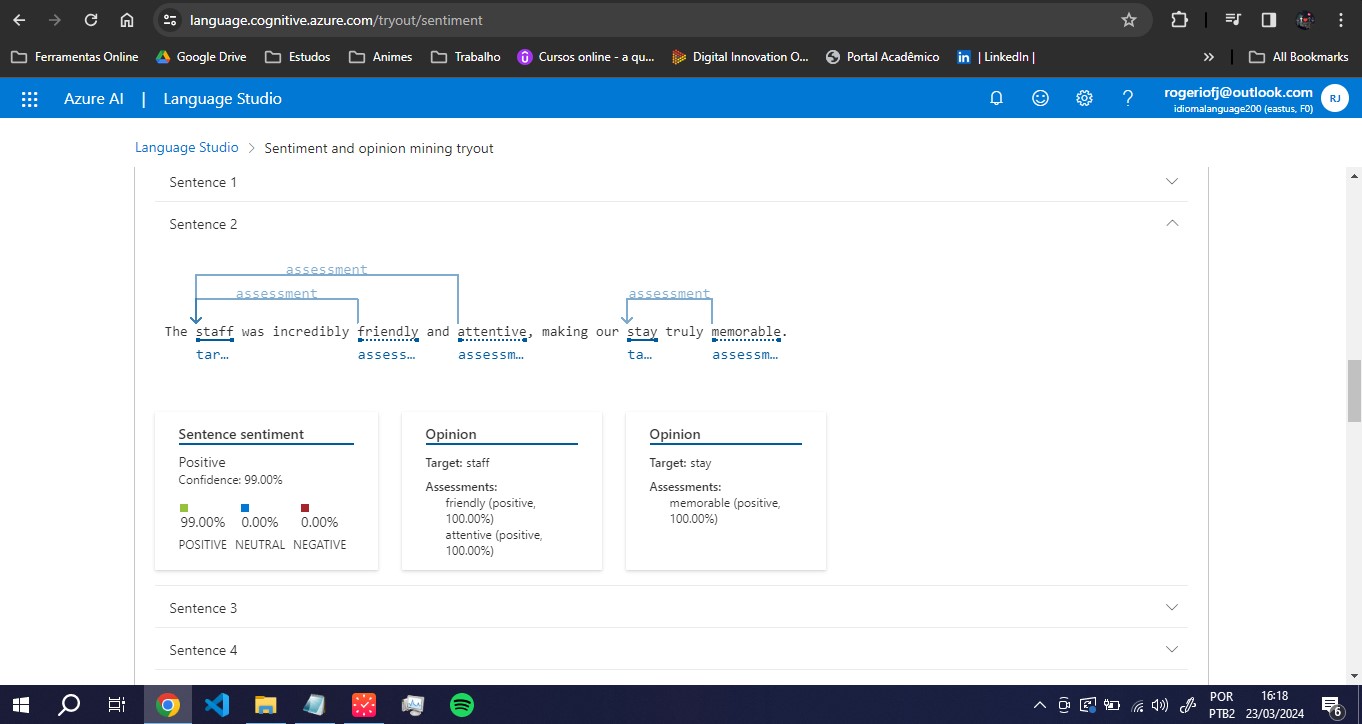 language.cognitive.azure.com/tryout/sentiment
Ferramentas Online Google Drive Estudos Animes Trabalho Cursos online - a qu... Digital Innovation O... Portal Acadêmico | LinkedIn | » All Bookmarks
Azure AI | Language Studio ? rogeriofj@outlook.com RJ
idiomalanguage200 (eastus, F0)
Language Studio > Sentiment and opinion mining tryout
Sentence 1
Sentence 2
assessment
assessment assessment
The staff was incredibly friendly and attentive, making our stay truly memorable.
tar… assess… assessm… ta… assessm…
Sentence sentiment
Positive
Confidence: 99.00%
99.00% 0.00% 0.00%
POSITIVE NEUTRAL NEGATIVE
Opinion
Target: staff
Assessments:
friendly (positive,
100.00%)
attentive (positive,
100.00%)
Opinion
Target: stay
Assessments:
memorable (positive,
100.00%)
Sentence 3
Sentence 4
POR 16:18
PTB2 23/03/2024 6